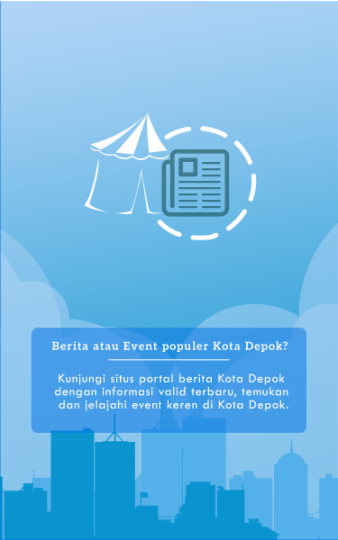 Berita atau Event populer Kota Depok?
Kunjungi situs portal berita Kota Depok
dengan informasi valid terbaru, temukan
dan jelajahi event keren di Kota Depok.